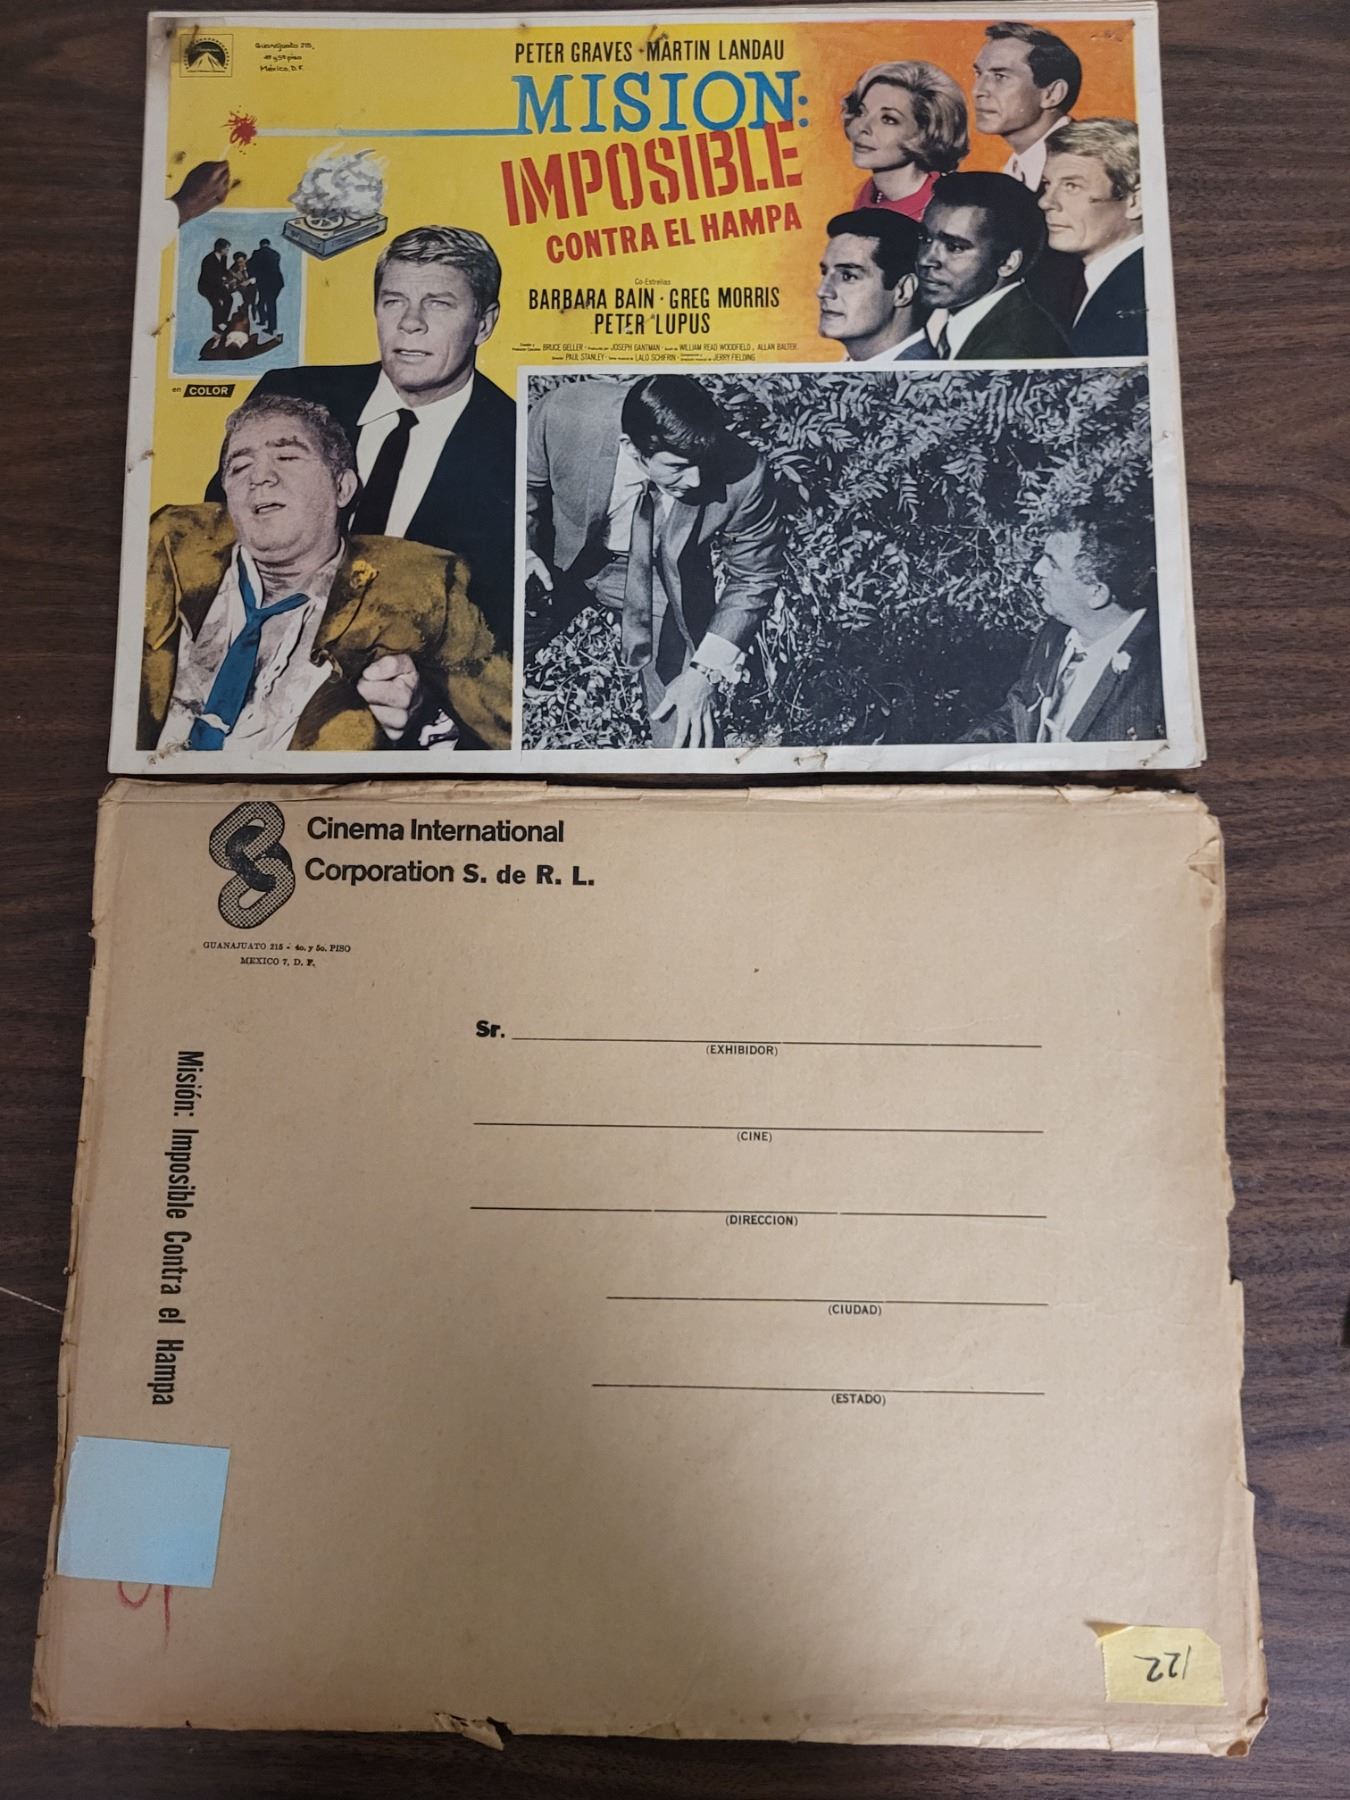 Guanajuato 215,
4º y 5º piso
México, D.F.
PETER GRAVES · MARTIN LANDAU
MISION:
IMPOSIBLE
CONTRA EL HAMPA
Co-Estrellas
BARBARA BAIN · GREG MORRIS
PETER LUPUS
BRUCE GELLER · Producida por JOSEPH GANTMAN · WILLIAM READ WOODFIELD, ALLAN BALTER
Director PAUL STANLEY · LALO SCHIFRIN · JERRY FIELDING
en COLOR
Cinema International
Corporation S. de R. L.
GUANAJUATO 215 - 4o. y 5o. PISO
MEXICO 7, D. F.
Sr.
(EXHIBIDOR)
(CINE)
(DIRECCION)
(CIUDAD)
(ESTADO)
Misión: Imposible Contra el Hampa
122